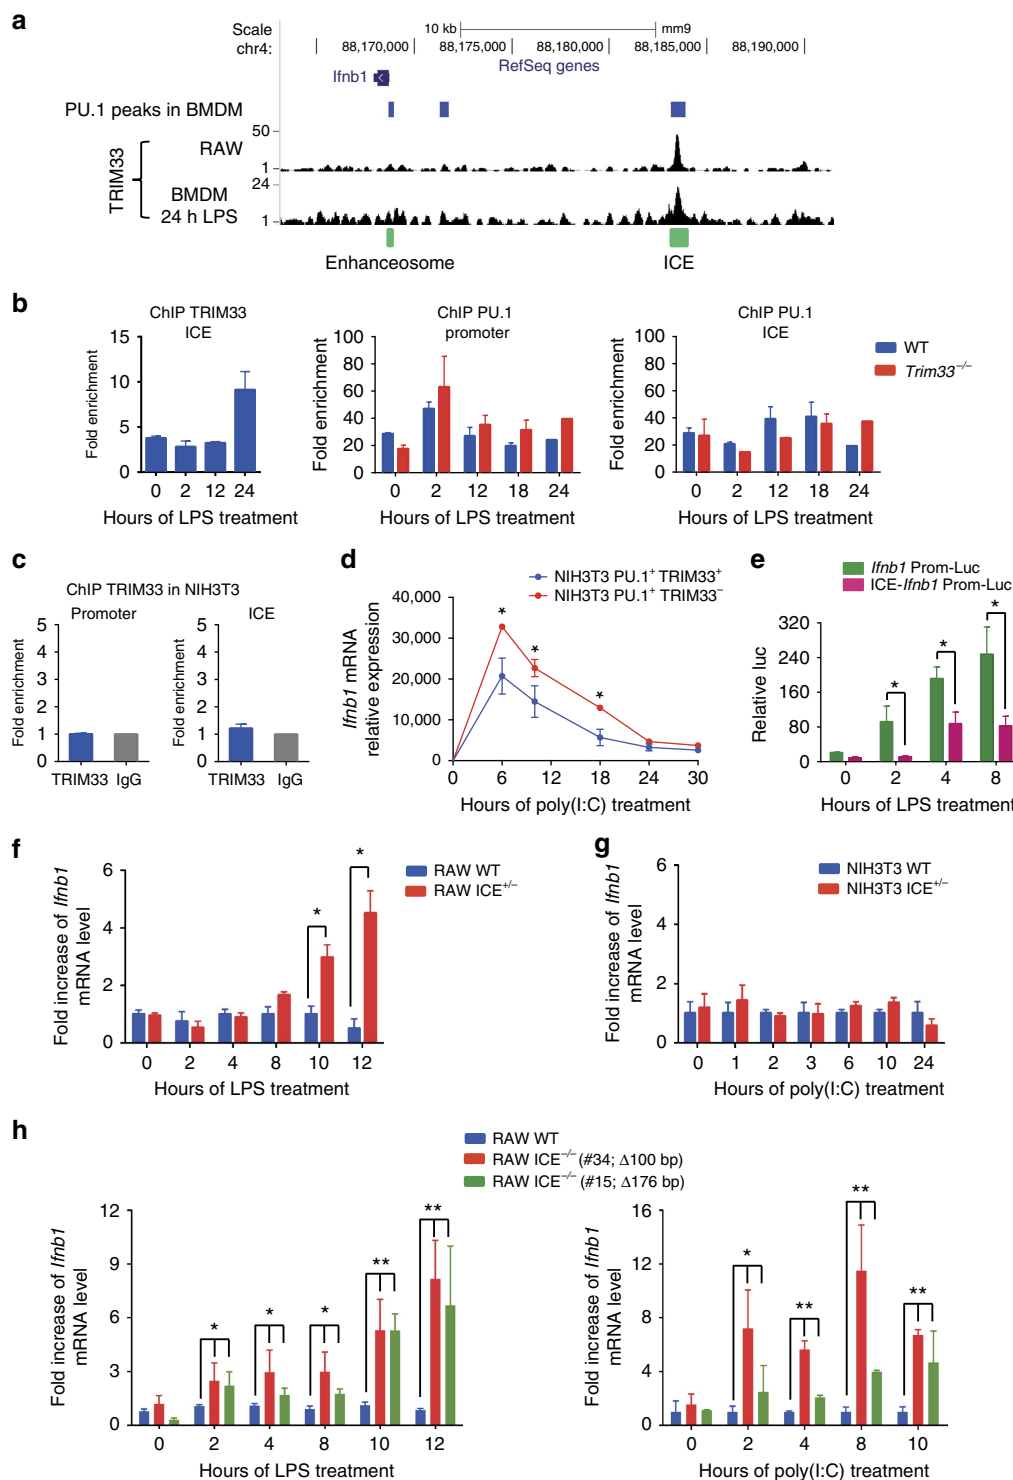 a
Scale
10 kb
mm9
chr4:
88,170,000
88,175,000
88,180,000
88,185,000
88,190,000
RefSeq genes
Ifnb1
PU.1 peaks in BMDM
TRIM33
RAW
50
1
BMDM
24 h LPS
24
1
Enhanceosome
ICE
b
ChIP TRIM33
ICE
Fold enrichment
15
10
5
0
0 2 12 24
Hours of LPS treatment
ChIP PU.1
promoter
Fold enrichment
100
80
60
40
20
0
0 2 12 18 24
Hours of LPS treatment
ChIP PU.1
ICE
Fold enrichment
100
80
60
40
20
0
0 2 12 18 24
Hours of LPS treatment
WT
Trim33−/−
c
ChIP TRIM33 in NIH3T3
Promoter
Fold enrichment
5
4
3
2
1
0
TRIM33 IgG
ICE
Fold enrichment
5
4
3
2
1
0
TRIM33 IgG
d
NIH3T3 PU.1+ TRIM33+
NIH3T3 PU.1+ TRIM33−
Ifnb1 mRNA
relative expression
40,000
30,000
20,000
10,000
0
* * *
0 6 12 18 24 30
Hours of poly(I:C) treatment
e
Ifnb1 Prom-Luc
ICE-Ifnb1 Prom-Luc
Relative luc
320
240
160
80
0
* * *
0 2 4 8
Hours of LPS treatment
f
RAW WT
RAW ICE+/−
Fold increase of Ifnb1
mRNA level
6
4
2
0
* *
0 2 4 8 10 12
Hours of LPS treatment
g
NIH3T3 WT
NIH3T3 ICE+/−
Fold increase of Ifnb1
mRNA level
6
4
2
0
0 1 2 3 6 10 24
Hours of poly(I:C) treatment
h
RAW WT
RAW ICE−/− (#34; Δ100 bp)
RAW ICE−/− (#15; Δ176 bp)
Fold increase of Ifnb1
mRNA level
12
9
6
3
0
* * * ** **
0 2 4 8 10 12
Hours of LPS treatment
Fold increase of Ifnb1
mRNA level
16
12
8
4
0
* ** ** **
0 2 4 8 10
Hours of poly(I:C) treatment